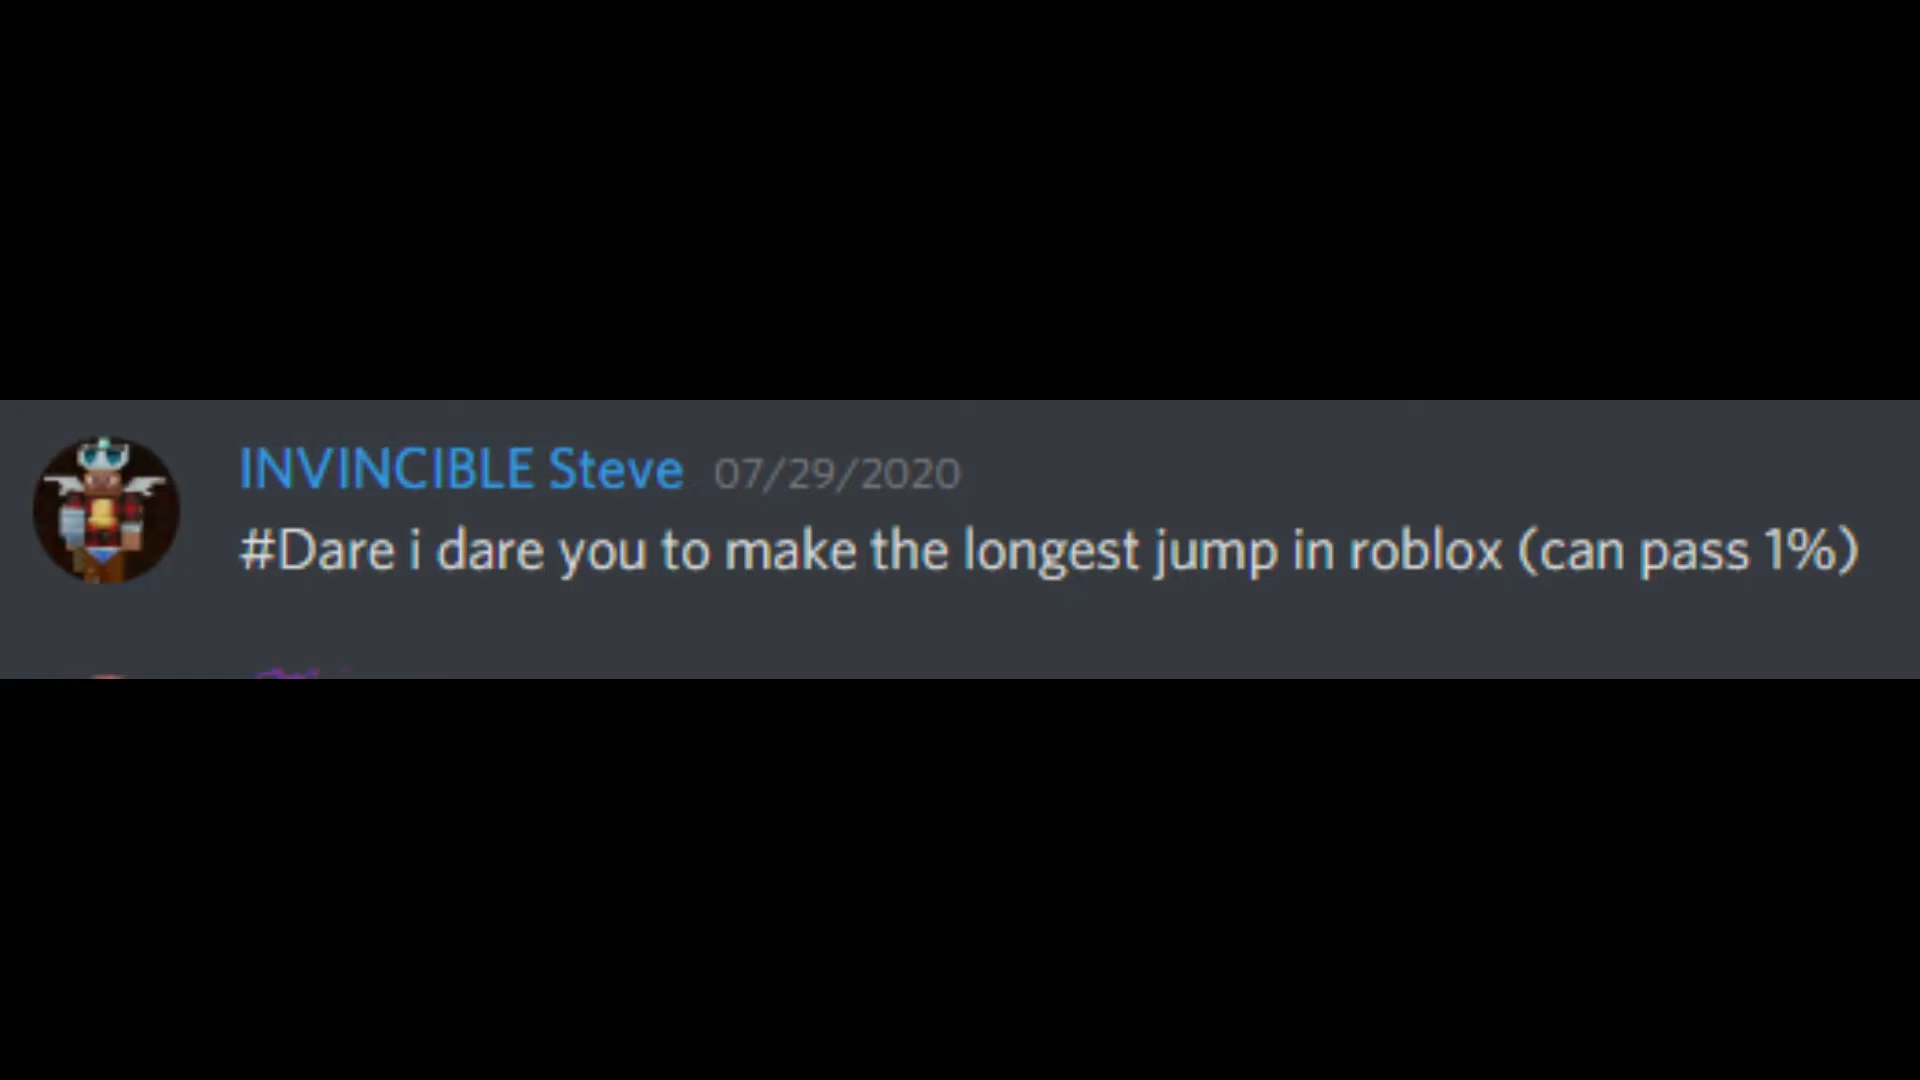 INVINCIBLE Steve 07/29/2020
#Dare i dare you to make the longest jump in roblox (can pass 1%)